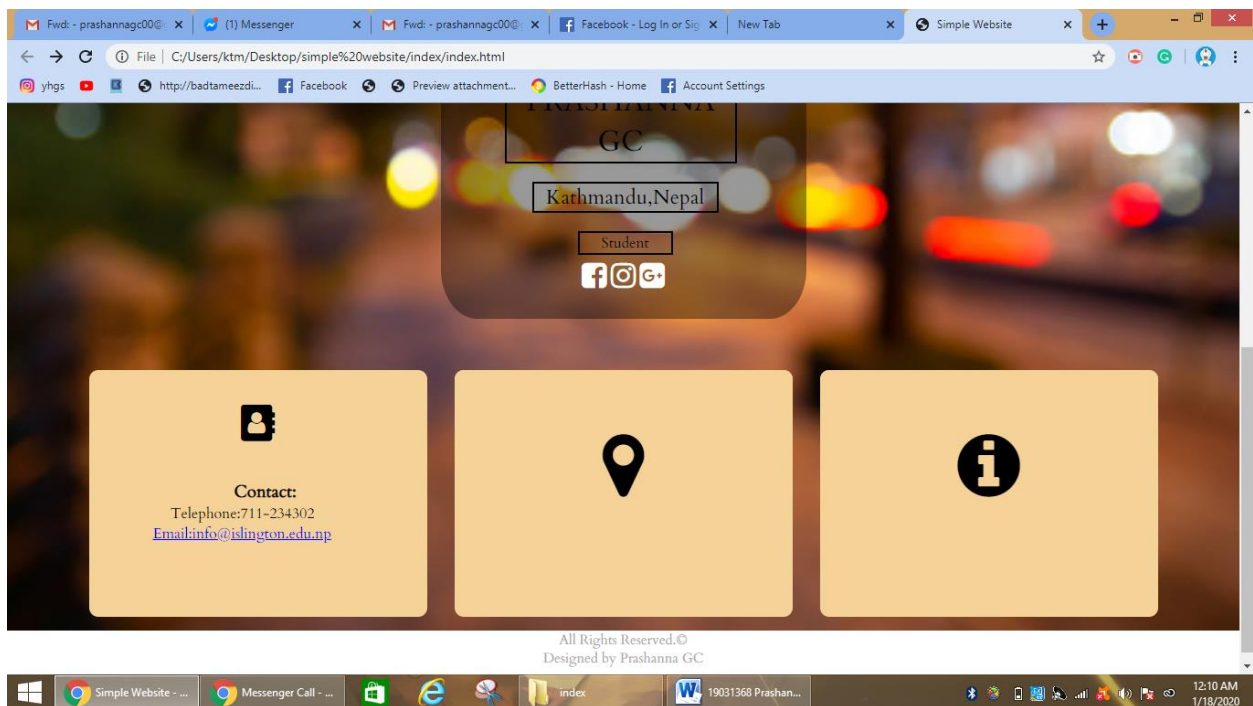 Fwd: - prashannagc00@
(1) Messenger
Fwd: - prashannagc00@
Facebook - Log In or Sig
New Tab
Simple Website
File | C:/Users/ktm/Desktop/simple%20website/index/index.html
yhgs
http://badtameezdi...
Facebook
Preview attachment...
BetterHash - Home
Account Settings
PRASHANNA
GC
Kathmandu,Nepal
Student
Contact:
Telephone:711-234302
Email:info@islington.edu.np
All Rights Reserved.©
Designed by Prashanna GC
Simple Website - ...
Messenger Call - ...
index
19031368 Prashan...
12:10 AM
1/18/2020